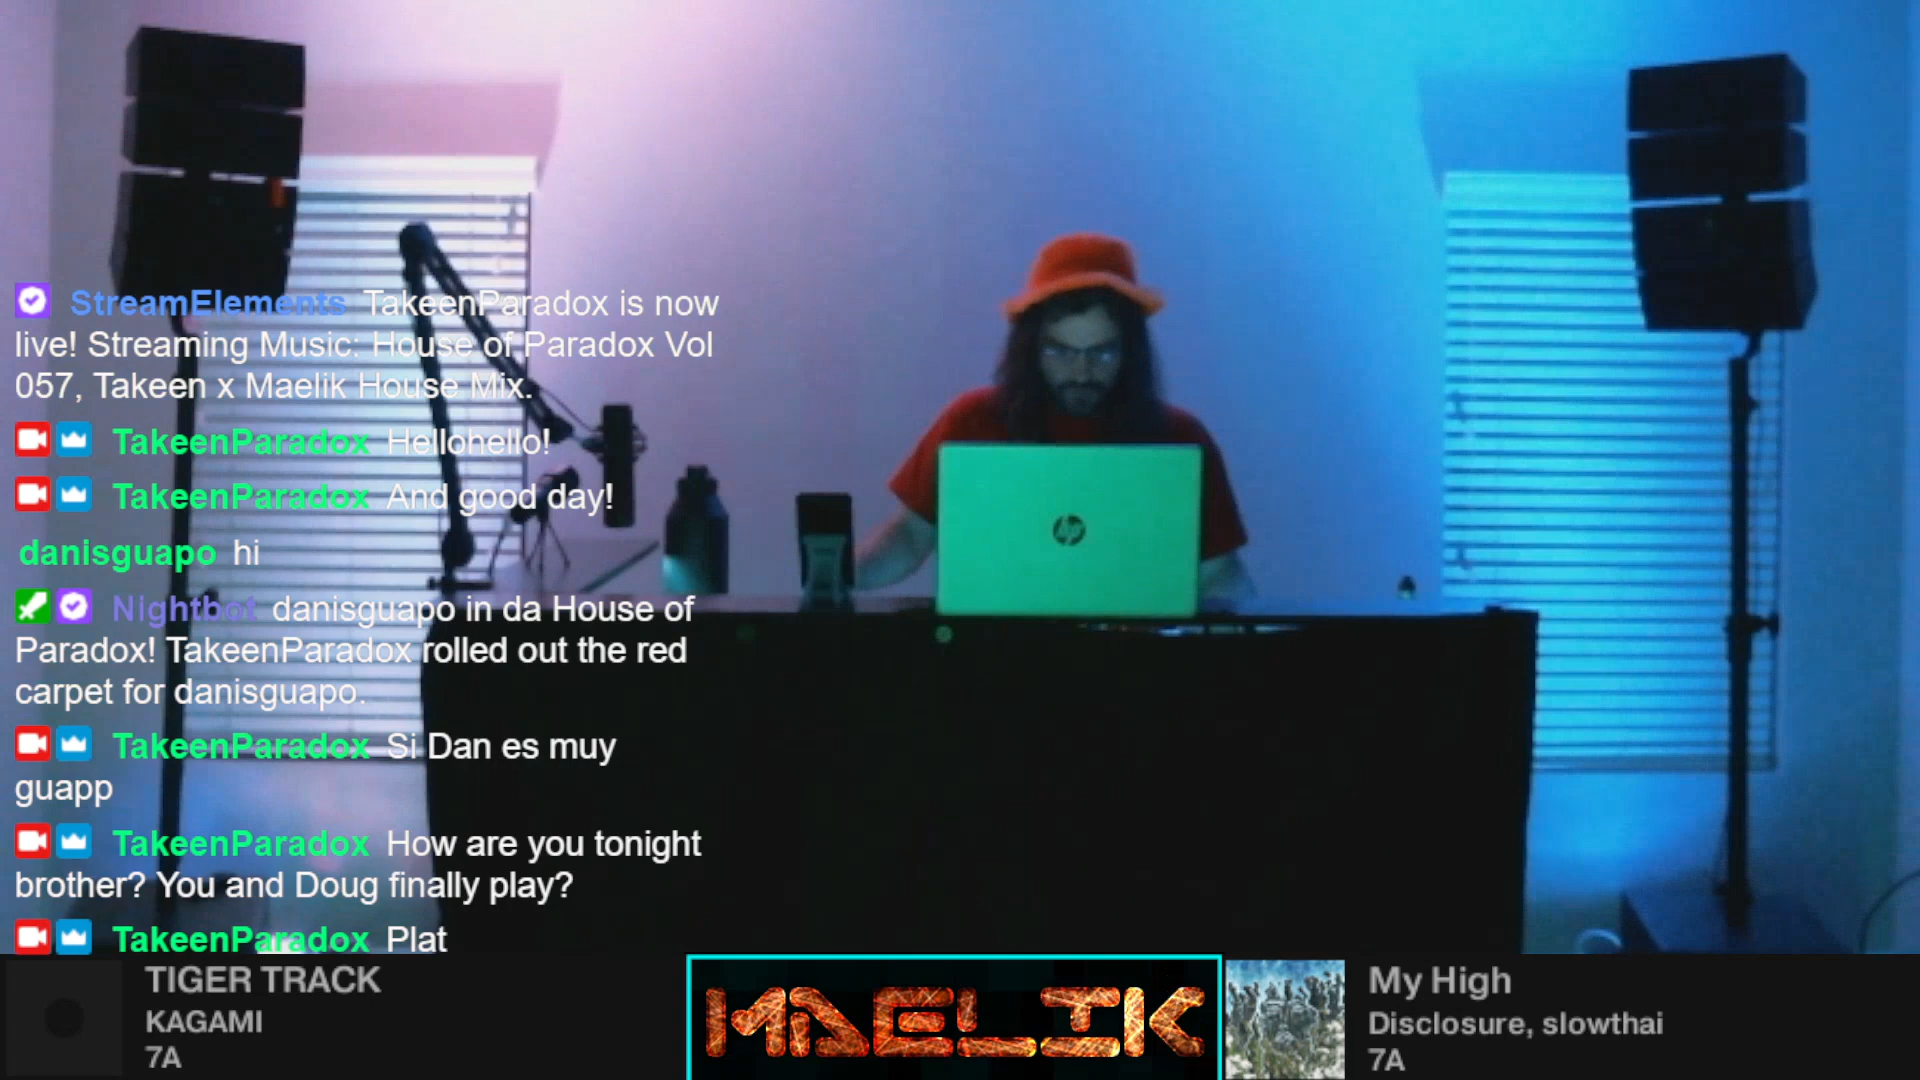 StreamElements TakeenParadox is now
live! Streaming Music: House of Paradox Vol
057, Takeen x Maelik House Mix.
TakeenParadox Hellohello!
TakeenParadox And good day!
danisguapo hi
Nightbot danisguapo in da House of
Paradox! TakeenParadox rolled out the red
carpet for danisguapo.
TakeenParadox Si Dan es muy
guapp
TakeenParadox How are you tonight
brother? You and Doug finally play?
TakeenParadox Plat
hp
TIGER TRACK
KAGAMI
7A
MAELIK
My High
Disclosure, slowthai
7A